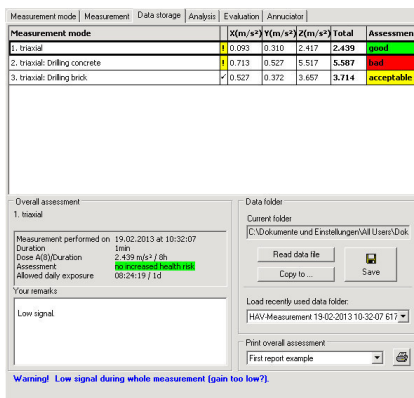 Measurement mode Measurement Data storage Analysis Evaluation Annuciator
Measurement mode ! X(m/s²) Y(m/s²) Z(m/s²) Total Assessmen
1. triaxial ! 0.093 0.310 2.417 2.439 good
2. triaxial: Drilling concrete ! 0.713 0.527 5.517 5.587 bad
3. triaxial: Drilling brick ✓ 0.527 0.372 3.657 3.714 acceptable
Overall assessment
1. triaxial
Measurement performed on 19.02.2013 at 10:32:07
Duration 1min
Dose A(8)/Duration 2.439 m/s² / 8h
Assessment no increased health risk
Allowed daily exposure 08:24:19 / 1d
Your remarks
Low signal
Data folder
Current folder
C:\Dokumente und Einstellungen\All Users\Dok
Read data file
Copy to ...
Save
Load recently used data folder:
HAV-Measurement 19-02-2013 10-32-07 617
Print overall assessment
First report example
Warning! Low signal during whole measurement (gain too low?).